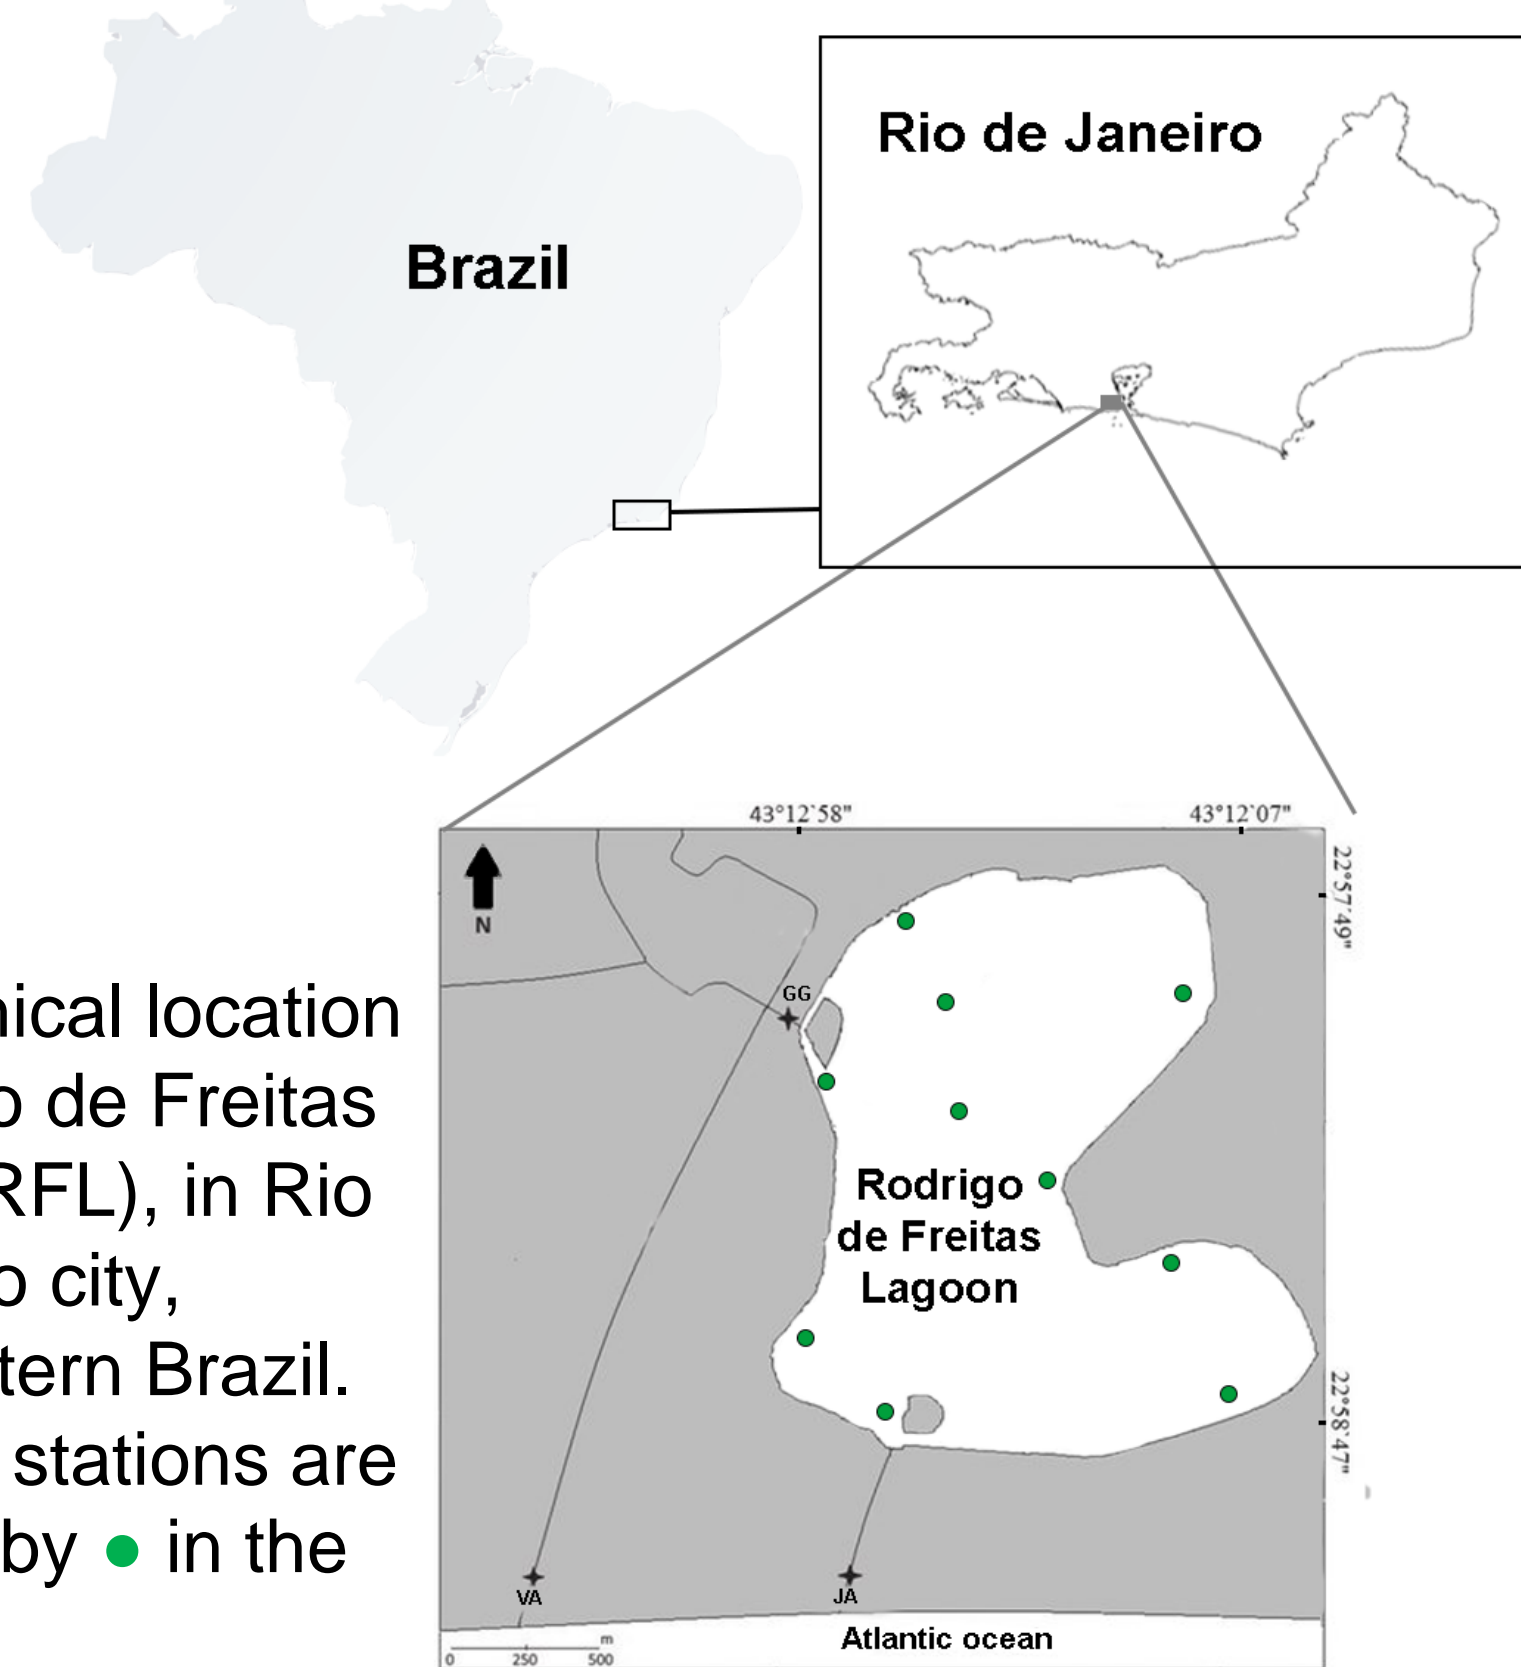 Brazil
Rio de Janeiro
43°12`58"
43°12`07"
22°57`49"
N
GG
Rodrigo
de Freitas
Lagoon
22°58`47"
VA
JA
Atlantic ocean
m
0 250 500
nical location
o de Freitas
RFL), in Rio
o city,
tern Brazil.
stations are
by ● in the